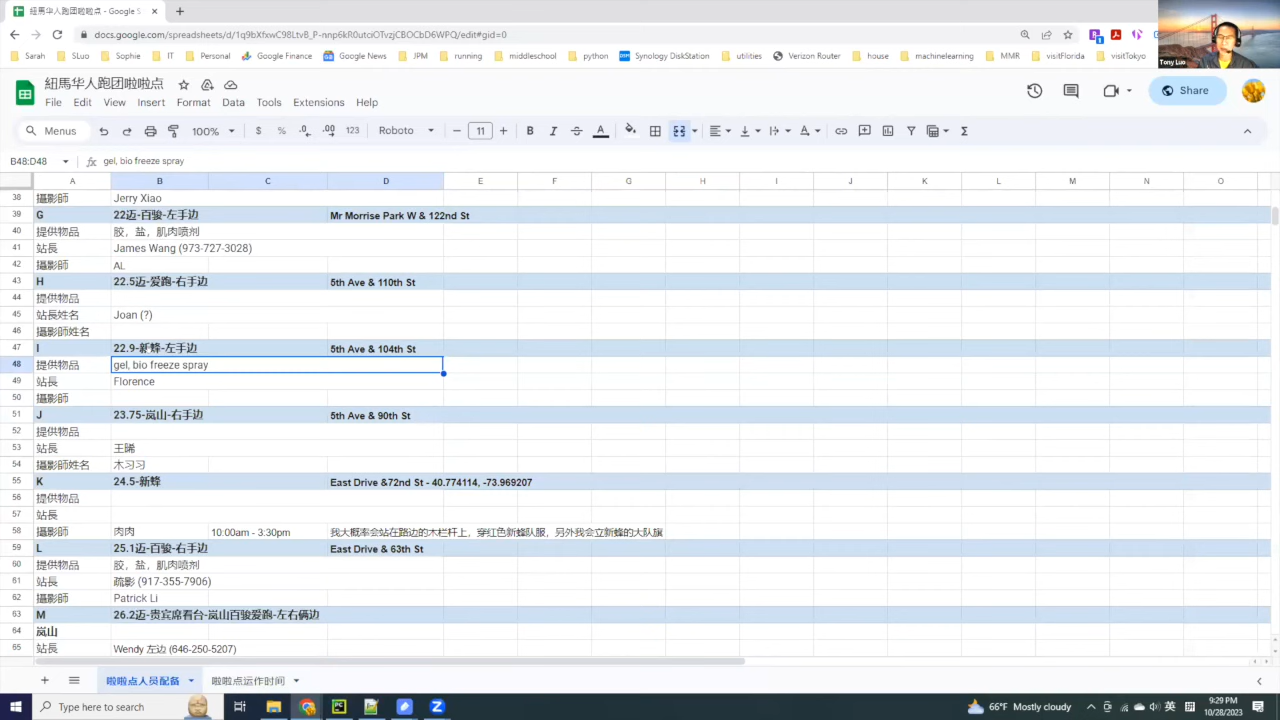 紐馬华人跑团啦啦点 - Google S
docs.google.com/spreadsheets/d/1q9bXfxwC98LtvB_P-nnp6kR0utciOTvzjCBOCbD6WPQ/edit#gid=0
Sarah SLuo Sophie IT Personal Google Finance Google News VPM running middleschool python Synology DiskStation utilities Verizon Router house machinelearning MMR visitFlorida visitTokyo
Tony Luo
紐馬华人跑团啦啦点
File Edit View Insert Format Data Tools Extensions Help
Share
Menus 100% $ % .0 .00 123 Roboto 11
B48:D48 fx gel, bio freeze spray
A B C D E F G H I J K L M N O
38 攝影師 Jerry Xiao
39 G 22迈-百骏-左手边 Mr Morrise Park W & 122nd St
40 提供物品 胶，盐，肌肉喷剂
41 站長 James Wang (973-727-3028)
42 攝影師 AL
43 H 22.5迈-爱跑-右手边 5th Ave & 110th St
44 提供物品
45 站長姓名 Joan (?)
46 攝影師姓名
47 I 22.9-新蜂-左手边 5th Ave & 104th St
48 提供物品 gel, bio freeze spray
49 站長 Florence
50 攝影師
51 J 23.75-岚山-右手边 5th Ave & 90th St
52 提供物品
53 站長 王晞
54 攝影師姓名 木习习
55 K 24.5-新蜂 East Drive &72nd St - 40.774114, -73.969207
56 提供物品
57 站長
58 攝影師 肉肉 10:00am - 3:30pm 我大概率会站在路边的木栏杆上，穿红色新蜂队服，另外我会立新蜂的大队旗
59 L 25.1迈-百骏-右手边 East Drive & 63th St
60 提供物品 胶，盐，肌肉喷剂
61 站長 疏影 (917-355-7906)
62 攝影師 Patrick Li
63 M 26.2迈-贵宾席看台-岚山百骏爱跑-左右俩边
64 岚山
65 站長 Wendy 左边 (646-250-5207)
啦啦点人员配备 啦啦点运作时间
Type here to search
66°F Mostly cloudy 英 拼 9:29 PM
10/28/2023